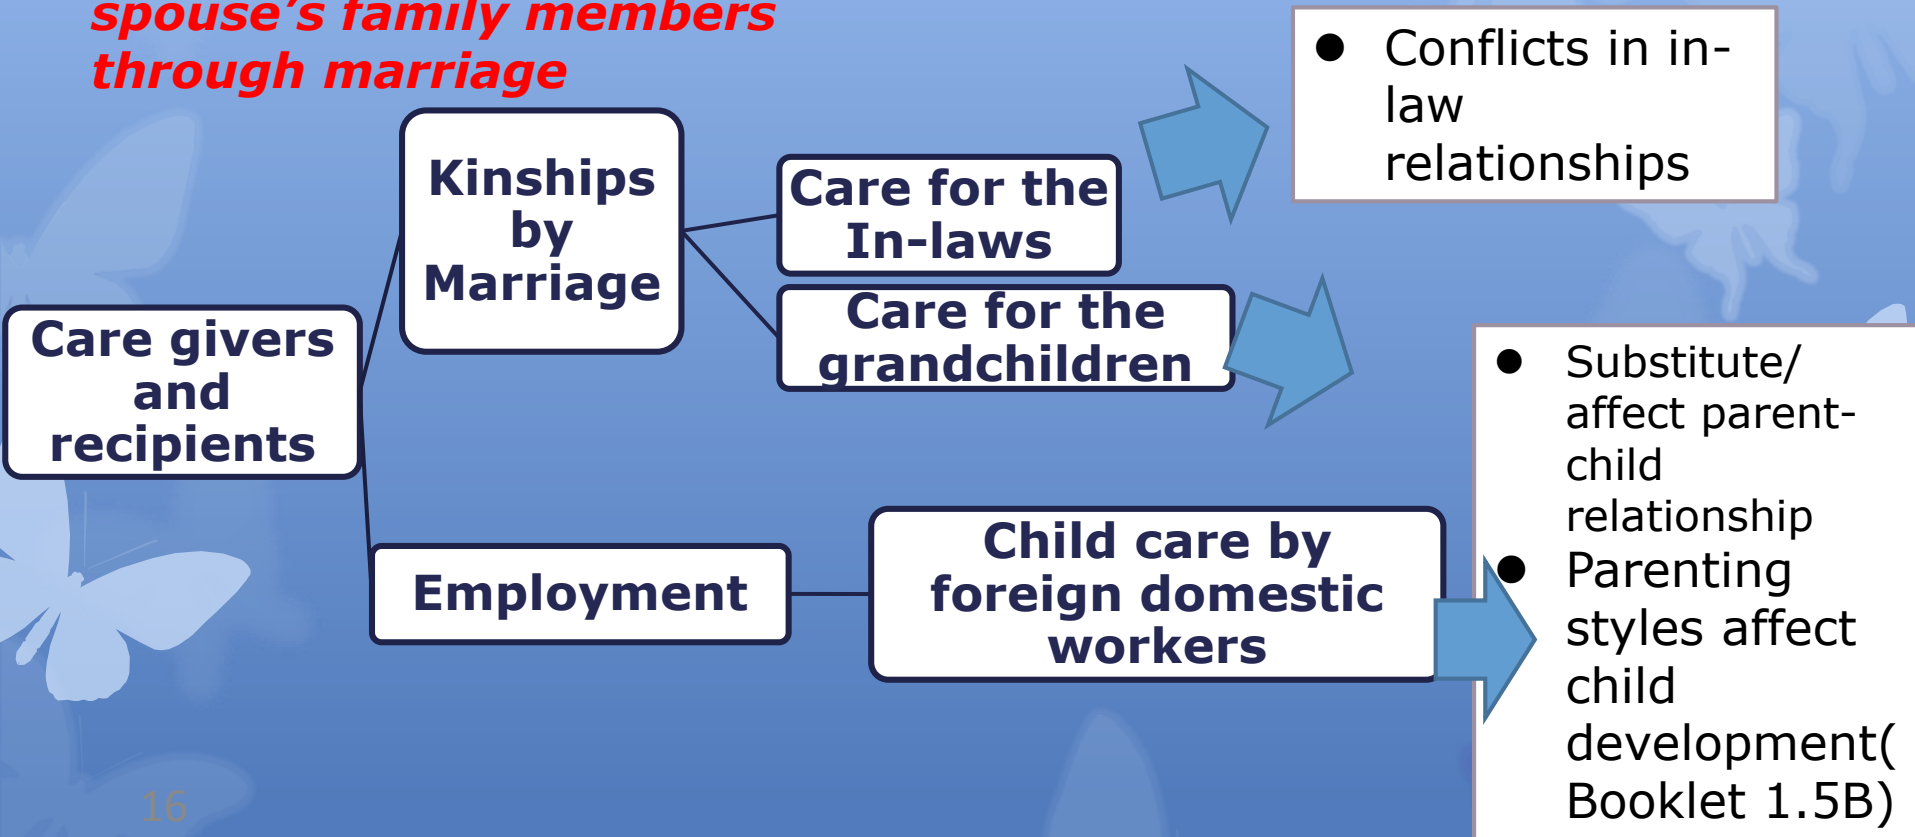 spouse's family members
through marriage
Care givers
and
recipients
Kinships
by
Marriage
Care for the
In-laws
Care for the
grandchildren
Employment
Child care by
foreign domestic
workers
● Conflicts in in-
law
relationships
● Substitute/
affect parent-
child
relationship
● Parenting
styles affect
child
development(
Booklet 1.5B)
16